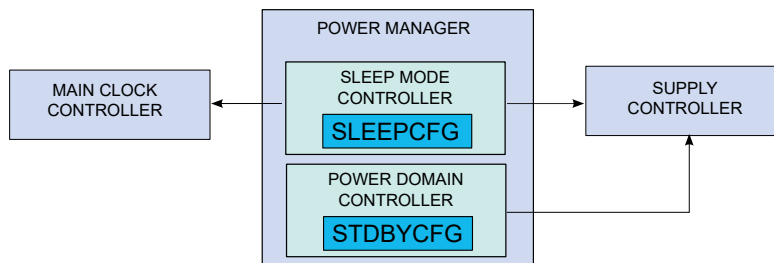 POWER MANAGER
MAIN CLOCK
CONTROLLER
SLEEP MODE
CONTROLLER
SLEEPCFG
SUPPLY
CONTROLLER
POWER DOMAIN
CONTROLLER
STDBYCFG